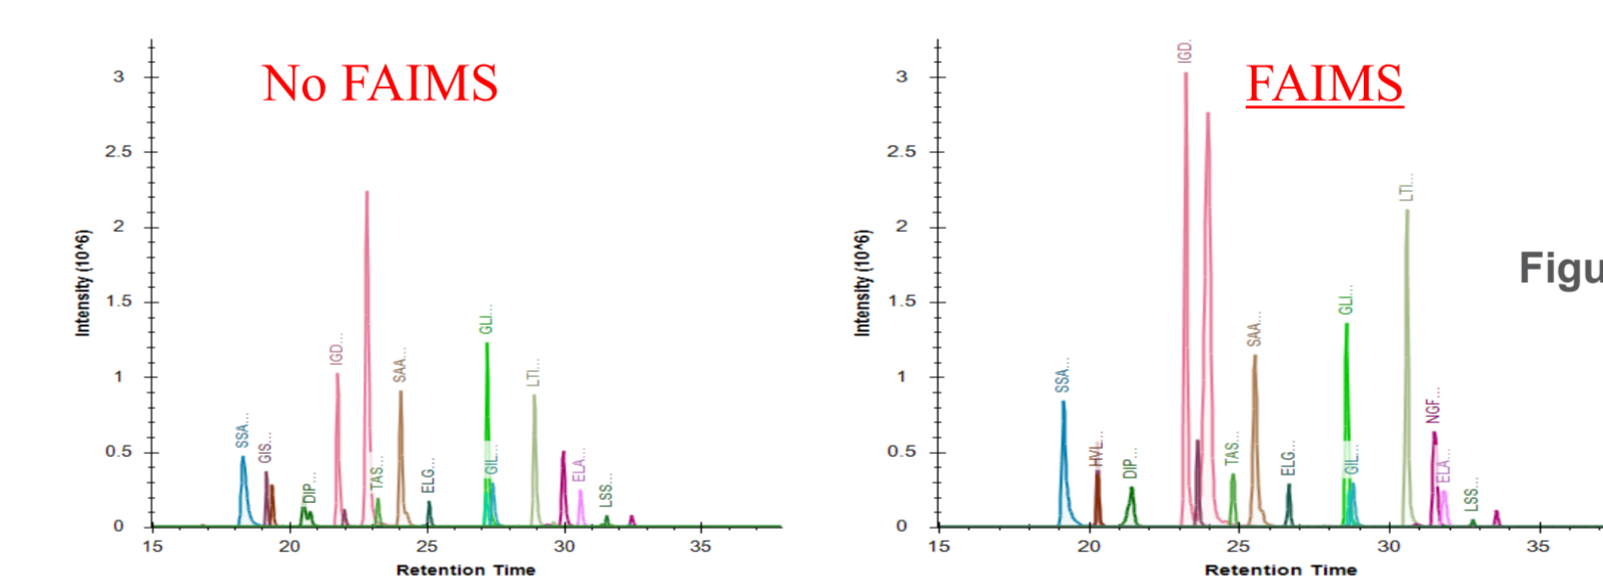 No FAIMS
3
2.5
2
1.5
1
0.5
0
Intensity (10^6)
SSA...
GIS...
DIP...
IGD...
TAS...
SAA...
ELG...
GLI...
GIL...
LTI...
ELA...
LSS...
15 20 25 30 35
Retention Time
FAIMS
3
2.5
2
1.5
1
0.5
0
Intensity (10^6)
SSA...
HVL...
DIP...
IGD.
TAS...
SAA...
ELG...
GLI...
GIL...
LTI...
NGF...
ELA...
LSS...
15 20 25 30 35
Retention Time
Figu